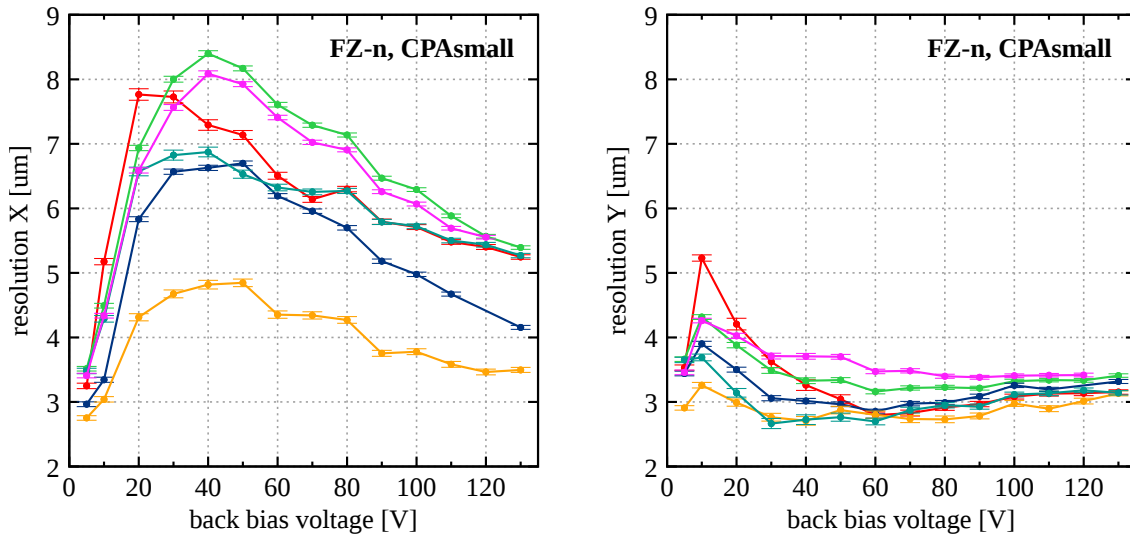 9
8
7
6
5
4
3
2
resolution X [um]
FZ-n, CPAsmall
0 20 40 60 80 100 120
back bias voltage [V]
9
8
7
6
5
4
3
2
resolution Y [um]
FZ-n, CPAsmall
0 20 40 60 80 100 120
back bias voltage [V]